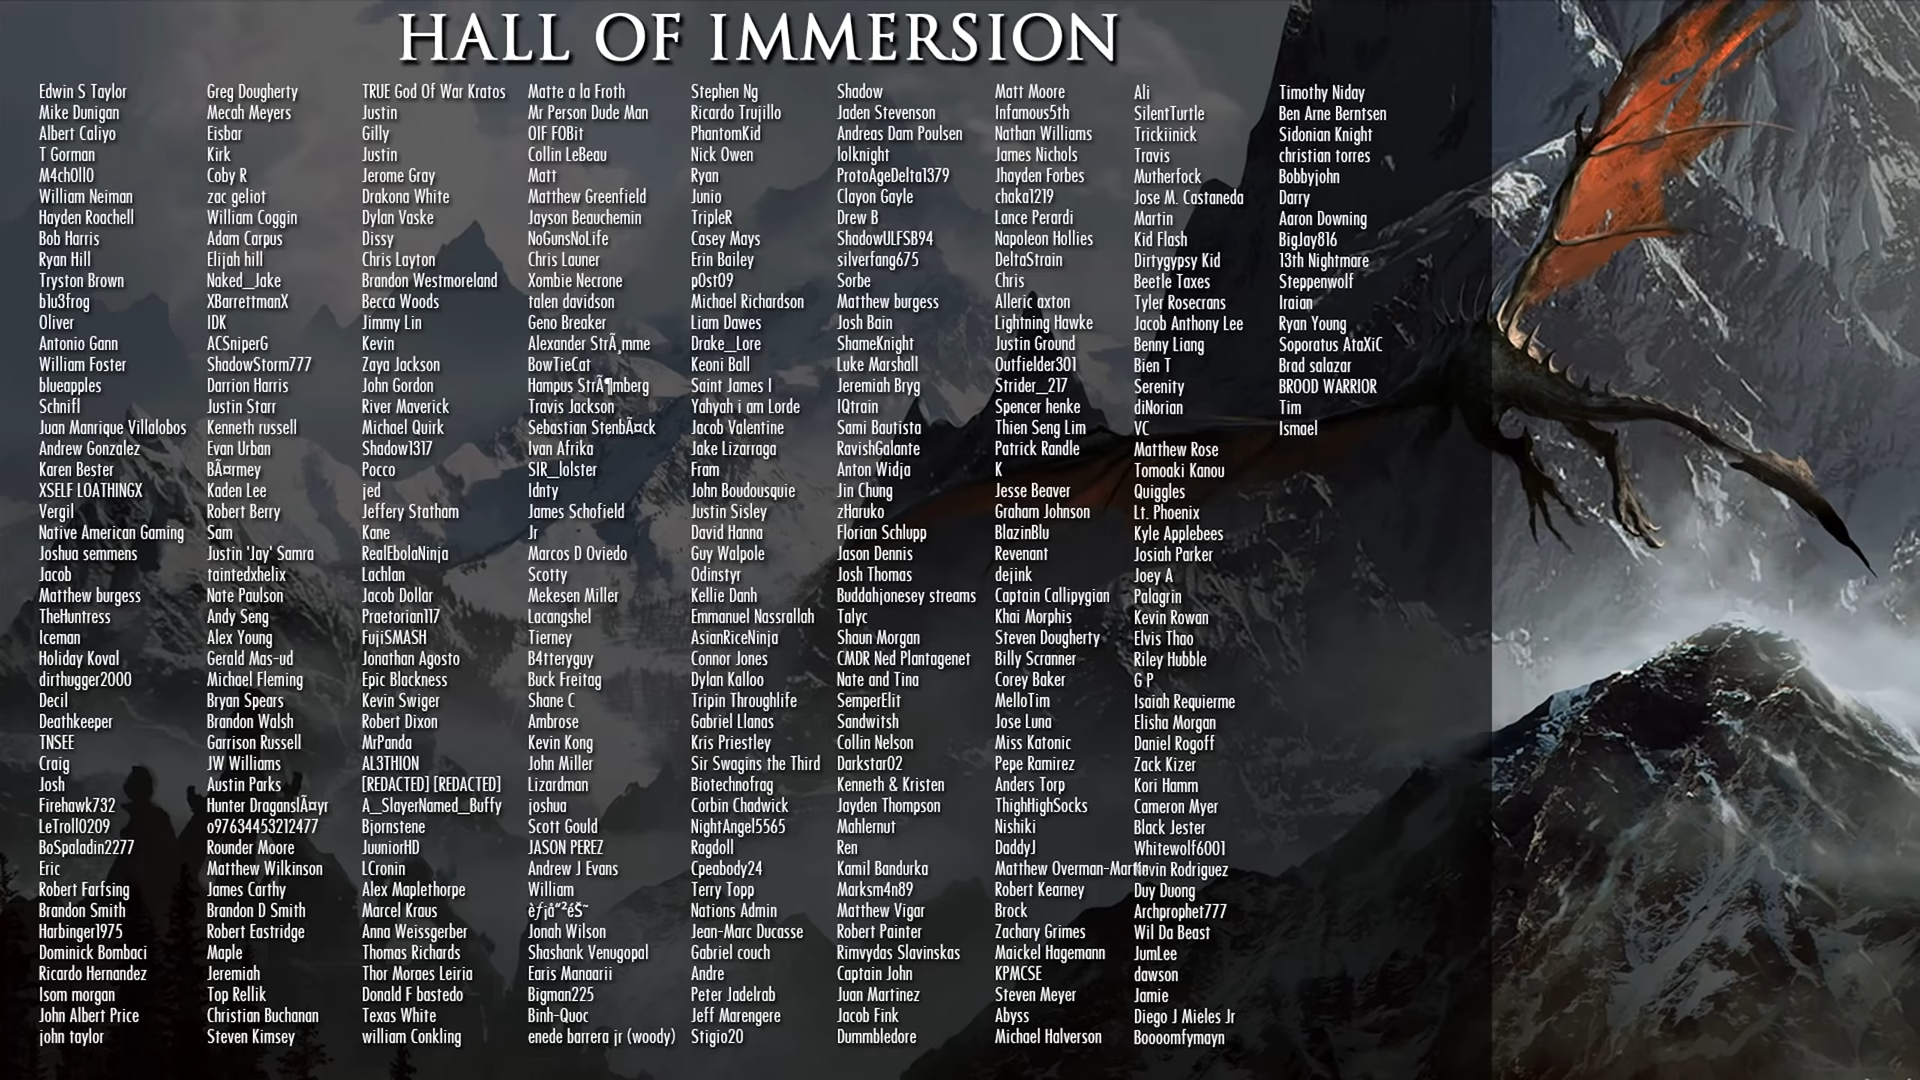 HALL OF IMMERSION
Edwin S Taylor
Mike Dunigan
Albert Caliyo
T Gorman
M4ch0ll0
William Neiman
Hayden Roachell
Bob Harris
Ryan Hill
Tryston Brown
b1u3frog
Oliver
Antonio Gann
William Foster
blueapples
Schnifl
Juan Manrique Villalobos
Andrew Gonzalez
Karen Bester
XSELF LOATHINGX
Vergil
Native American Gaming
Joshua semmens
Jacob
Matthew burgess
TheHuntress
Iceman
Holiday Koval
dirthugger2000
Decil
Deathkeeper
TNSEE
Craig
Josh
Firehawk732
LeTroll0209
BoSpaladin2277
Eric
Robert Farfsing
Brandon Smith
Harbinger1975
Dominick Bombaci
Ricardo Hernandez
Isom morgan
John Albert Price
john taylor
Greg Dougherty
Mecah Meyers
Eisbar
Kirk
Coby R
zac geliot
William Coggin
Adam Carpus
Elijah hill
Naked_Jake
XBarrettmanX
IDK
ACSniperG
ShadowStorm777
Darrion Harris
Justin Starr
Kenneth russell
Evan Urban
BÃ¤rmey
Kaden Lee
Robert Berry
Sam
Justin 'Jay' Samra
taintedxhelix
Nate Paulson
Andy Seng
Alex Young
Gerald Mas-ud
Michael Fleming
Bryan Spears
Brandon Walsh
Garrison Russell
JW Williams
Austin Parks
Hunter DraganslÃ¤yr
o97634453212477
Rounder Moore
Matthew Wilkinson
James Carthy
Brandon D Smith
Robert Eastridge
Maple
Jeremiah
Top Rellik
Christian Buchanan
Steven Kimsey
TRUE God Of War Kratos
Justin
Gilly
Justin
Jerome Gray
Drakona White
Dylan Vaske
Dissy
Chris Layton
Brandon Westmoreland
Becca Woods
Jimmy Lin
Kevin
Zaya Jackson
John Gordon
River Maverick
Michael Quirk
Shadow1317
Pocco
jed
Jeffery Statham
Kane
RealEbolaNinja
Lachlan
Jacob Dollar
Praetorian117
FujiSMASH
Jonathan Agosto
Epic Blackness
Kevin Swiger
Robert Dixon
MrPanda
AL3THION
[REDACTED] [REDACTED]
A_SlayerNamed_Buffy
Bjornstene
JuuniorHD
LCronin
Alex Maplethorpe
Marcel Kraus
Anna Weissgerber
Thomas Richards
Thor Moraes Leiria
Donald F bastedo
Texas White
william Conkling
Matte a la Froth
Mr Person Dude Man
OIF FOBit
Collin LeBeau
Matt
Matthew Greenfield
Jayson Beauchemin
NoGunsNoLife
Chris Launer
Xombie Necrone
talen davidson
Geno Breaker
Alexander StrÃ¸mme
BowTieCat
Hampus StrÃ¶mberg
Travis Jackson
Sebastian StenbÃ¤ck
Ivan Afrika
SIR_lolster
Idnty
James Schofield
Jr
Marcos D Oviedo
Scotty
Mekesen Miller
Lacangshel
Tierney
B4tteryguy
Buck Freitag
Shane C
Ambrose
Kevin Kong
John Miller
Lizardman
joshua
Scott Gould
JASON PEREZ
Andrew J Evans
William
Jonah Wilson
Shashank Venugopal
Earis Manaarii
Bigman225
Binh-Quoc
enede barrera jr (woody)
Stephen Ng
Ricardo Trujillo
PhantomKid
Nick Owen
Ryan
Junio
TripleR
Casey Mays
Erin Bailey
p0st09
Michael Richardson
Liam Dawes
Drake_Lore
Keoni Ball
Saint James I
Yahyah i am Lorde
Jacob Valentine
Jake Lizarraga
Fram
John Boudousquie
Justin Sisley
David Hanna
Guy Walpole
Odinstyr
Kellie Danh
Emmanuel Nassrallah
AsianRiceNinja
Connor Jones
Dylan Kalloo
Tripin Throughlife
Gabriel Llanas
Kris Priestley
Sir Swagins the Third
Biotechnofrag
Corbin Chadwick
NightAngel5565
Ragdoll
Cpeabody24
Terry Topp
Nations Admin
Jean-Marc Ducasse
Gabriel couch
Andre
Peter Jadelrab
Jeff Marengere
Stigio20
Shadow
Jaden Stevenson
Andreas Dam Poulsen
lolknight
ProtoAgeDelta1379
Clayon Gayle
Drew B
ShadowULFSB94
silverfang675
Sorbe
Matthew burgess
Josh Bain
ShameKnight
Luke Marshall
Jeremiah Bryg
IQtrain
Sami Bautista
RavishGalante
Anton Widja
Jin Chung
zHaruko
Florian Schlupp
Jason Dennis
Josh Thomas
Buddahjonesey streams
Talyc
Shaun Morgan
CMDR Ned Plantagenet
Nate and Tina
SemperElit
Sandwitsh
Collin Nelson
Darkstar02
Kenneth & Kristen
Jayden Thompson
Mahlernut
Ren
Kamil Bandurka
Marksm4n89
Matthew Vigar
Robert Painter
Rimvydas Slavinskas
Captain John
Juan Martinez
Jacob Fink
Dummbledore
Matt Moore
Infamous5th
Nathan Williams
James Nichols
Jhayden Forbes
chaka1219
Lance Perardi
Napoleon Hollies
DeltaStrain
Chris
Alleric axton
Lightning Hawke
Justin Ground
Outfielder301
Strider_217
Spencer henke
Thien Seng Lim
Patrick Randle
K
Jesse Beaver
Graham Johnson
BlazinBlu
Revenant
dejink
Captain Callipygian
Khai Morphis
Steven Dougherty
Billy Scranner
Corey Baker
MelloTim
Jose Luna
Miss Katonic
Pepe Ramirez
Anders Torp
ThighHighSocks
Nishiki
DaddyJ
Matthew Overman-Martin
Robert Kearney
Brock
Zachary Grimes
Maickel Hagemann
KPMCSE
Steven Meyer
Abyss
Michael Halverson
Ali
SilentTurtle
Trickiinick
Travis
Mutherfock
Jose M. Castaneda
Martin
Kid Flash
Dirtygypsy Kid
Beetle Taxes
Tyler Rosecrans
Jacob Anthony Lee
Benny Liang
Bien T
Serenity
diNorian
VC
Matthew Rose
Tomoaki Kanou
Quiggles
Lt. Phoenix
Kyle Applebees
Josiah Parker
Joey A
Palagrin
Kevin Rowan
Elvis Thao
Riley Hubble
G P
Isaiah Requierme
Elisha Morgan
Daniel Rogoff
Zack Kizer
Kori Hamm
Cameron Myer
Black Jester
Whitewolf6001
Kevin Rodriguez
Duy Duong
Archprophet777
Wil Da Beast
JumLee
dawson
Jamie
Diego J Mieles Jr
Boooomfymayn
Timothy Niday
Ben Arne Berntsen
Sidonian Knight
christian torres
Bobbyjohn
Darry
Aaron Downing
BigJay816
13th Nightmare
Steppenwolf
Iraian
Ryan Young
Soporatus AtaXiC
Brad salazar
BROOD WARRIOR
Tim
Ismael